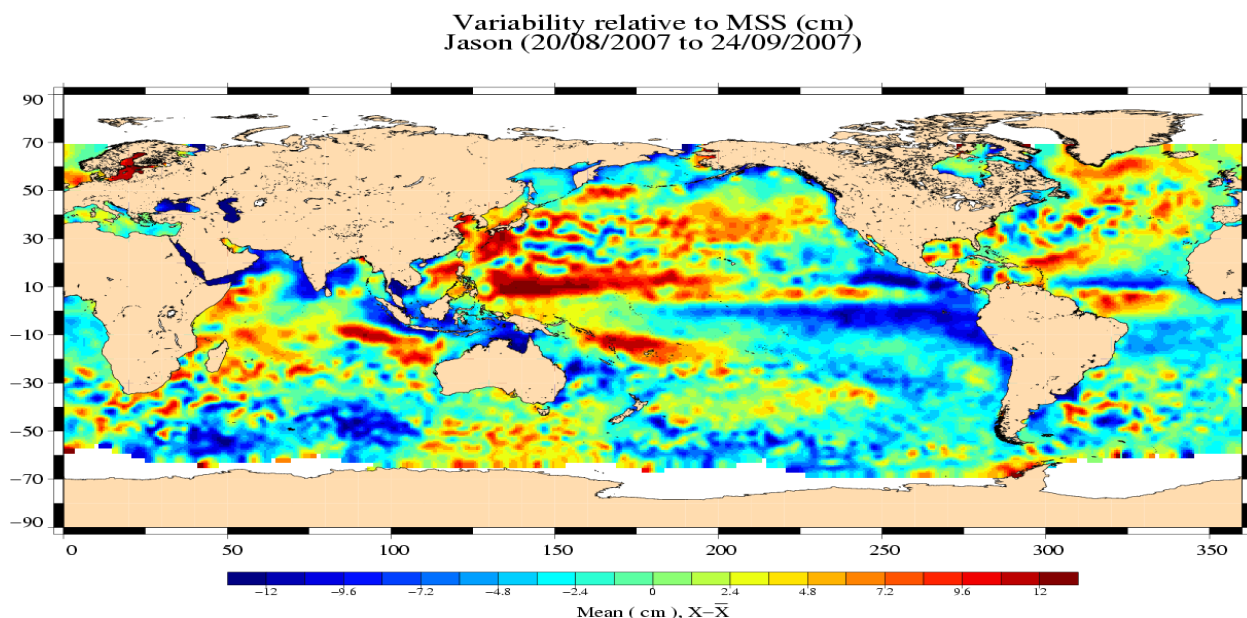 Variability relative to MSS (cm)
Jason (20/08/2007 to 24/09/2007)
90
70
50
30
10
−10
−30
−50
−70
−90
0 50 100 150 200 250 300 350
−12 −9.6 −7.2 −4.8 −2.4 0 2.4 4.8 7.2 9.6 12
Mean ( cm ), X−X̅